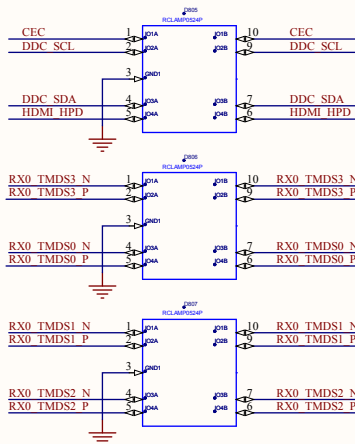 D805
RCLAMP0524P
CEC 1 IO1A IO1B 10 CEC
DDC_SCL 2 IO2A IO2B 9 DDC_SCL
3 GND1
DDC_SDA 4 IO3A IO3B 7 DDC_SDA
HDMI_HPD 5 IO4A IO4B 6 HDMI_HPD
D806
RCLAMP0524P
RX0_TMDS3_N 1 IO1A IO1B 10 RX0_TMDS3_N
RX0_TMDS3_P 2 IO2A IO2B 9 RX0_TMDS3_P
3 GND1
RX0_TMDS0_N 4 IO3A IO3B 7 RX0_TMDS0_N
RX0_TMDS0_P 5 IO4A IO4B 6 RX0_TMDS0_P
D807
RCLAMP0524P
RX0_TMDS1_N 1 IO1A IO1B 10 RX0_TMDS1_N
RX0_TMDS1_P 2 IO2A IO2B 9 RX0_TMDS1_P
3 GND1
RX0_TMDS2_N 4 IO3A IO3B 7 RX0_TMDS2_N
RX0_TMDS2_P 5 IO4A IO4B 6 RX0_TMDS2_P